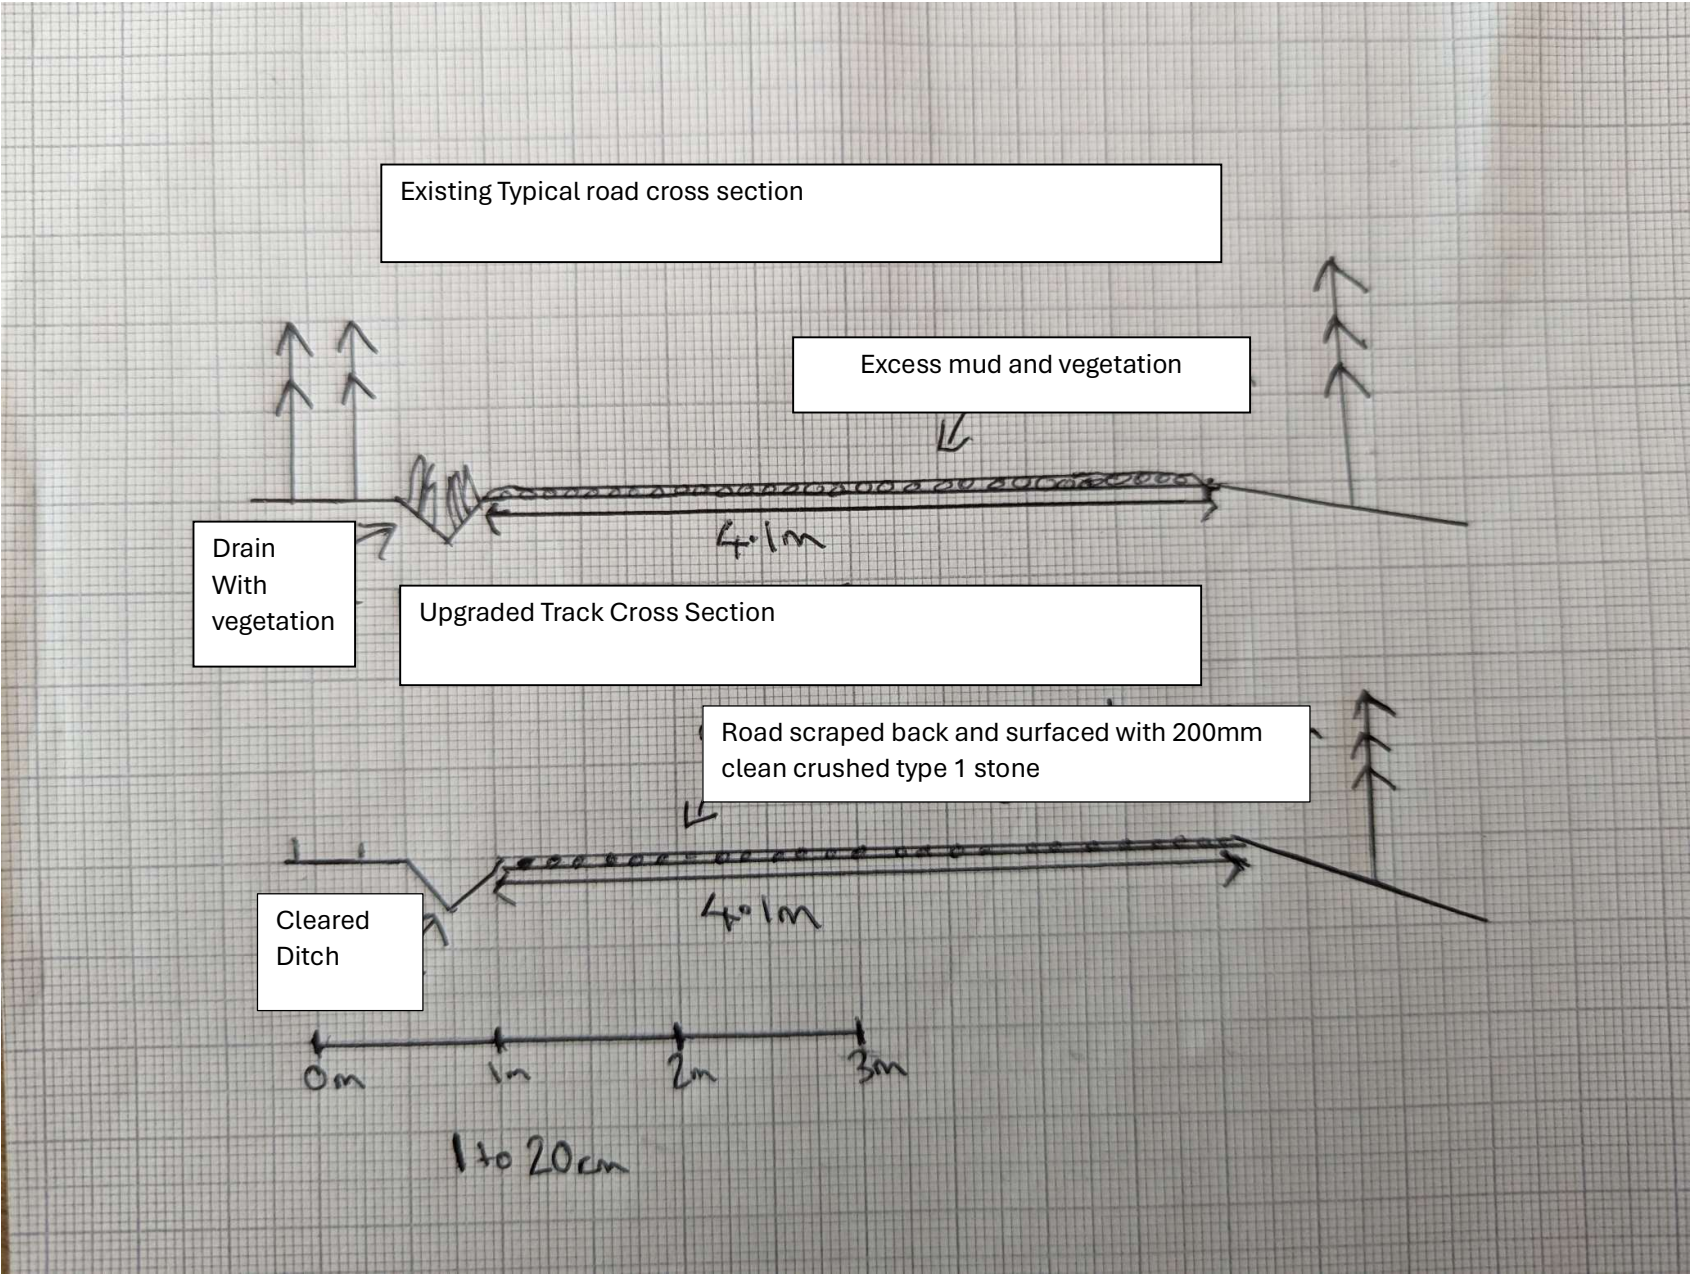 Existing Typical road cross section
Excess mud and vegetation
4.1m
Drain
With
vegetation
Upgraded Track Cross Section
Road scraped back and surfaced with 200mm
clean crushed type 1 stone
4.1m
Cleared
Ditch
0m 1m 2m 3m
1 to 20cm